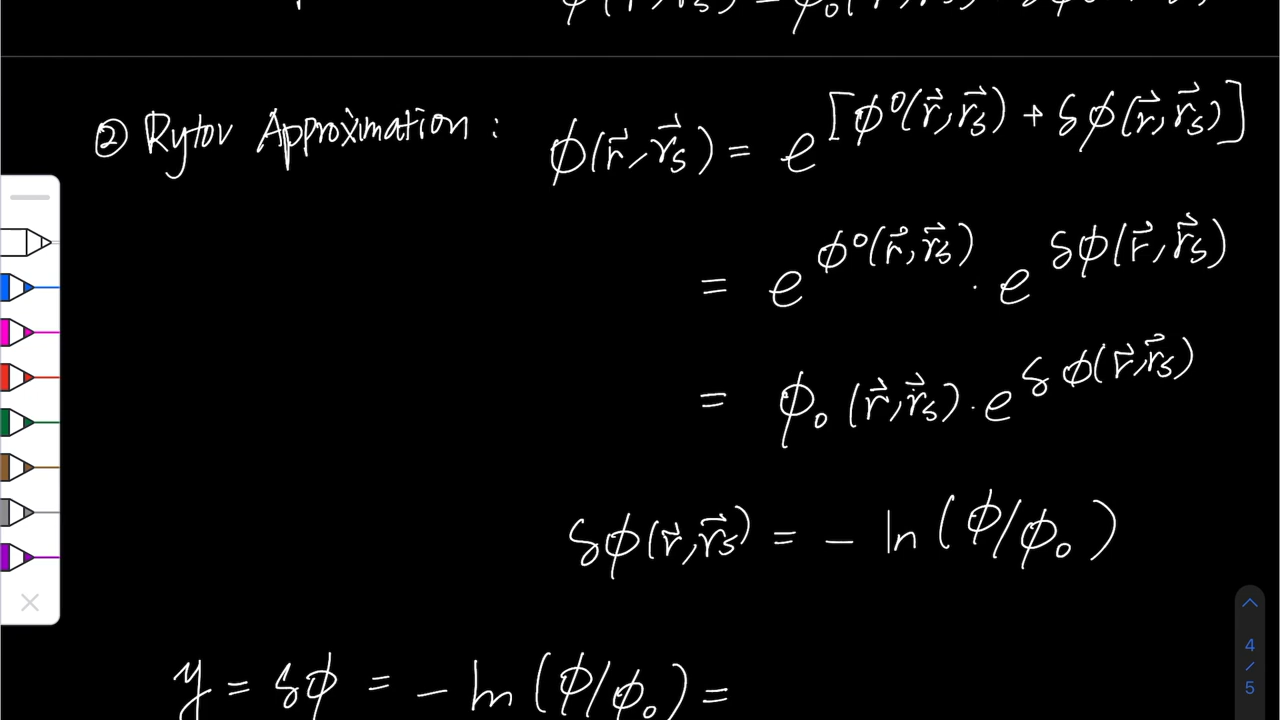 ② Rytov Approximation : ϕ(r⃗,r⃗s) = e^[ϕ⁰(r⃗,r⃗s) + δϕ(r⃗,r⃗s)]
= e^ϕ⁰(r⃗,r⃗s) · e^δϕ(r⃗,r⃗s)
= ϕ₀(r⃗,r⃗s) · e^δϕ(r⃗,r⃗s)
δϕ(r⃗,r⃗s) = − ln(ϕ/ϕ₀)
y = δϕ = − ln(ϕ/ϕ₀) =
4
/
5